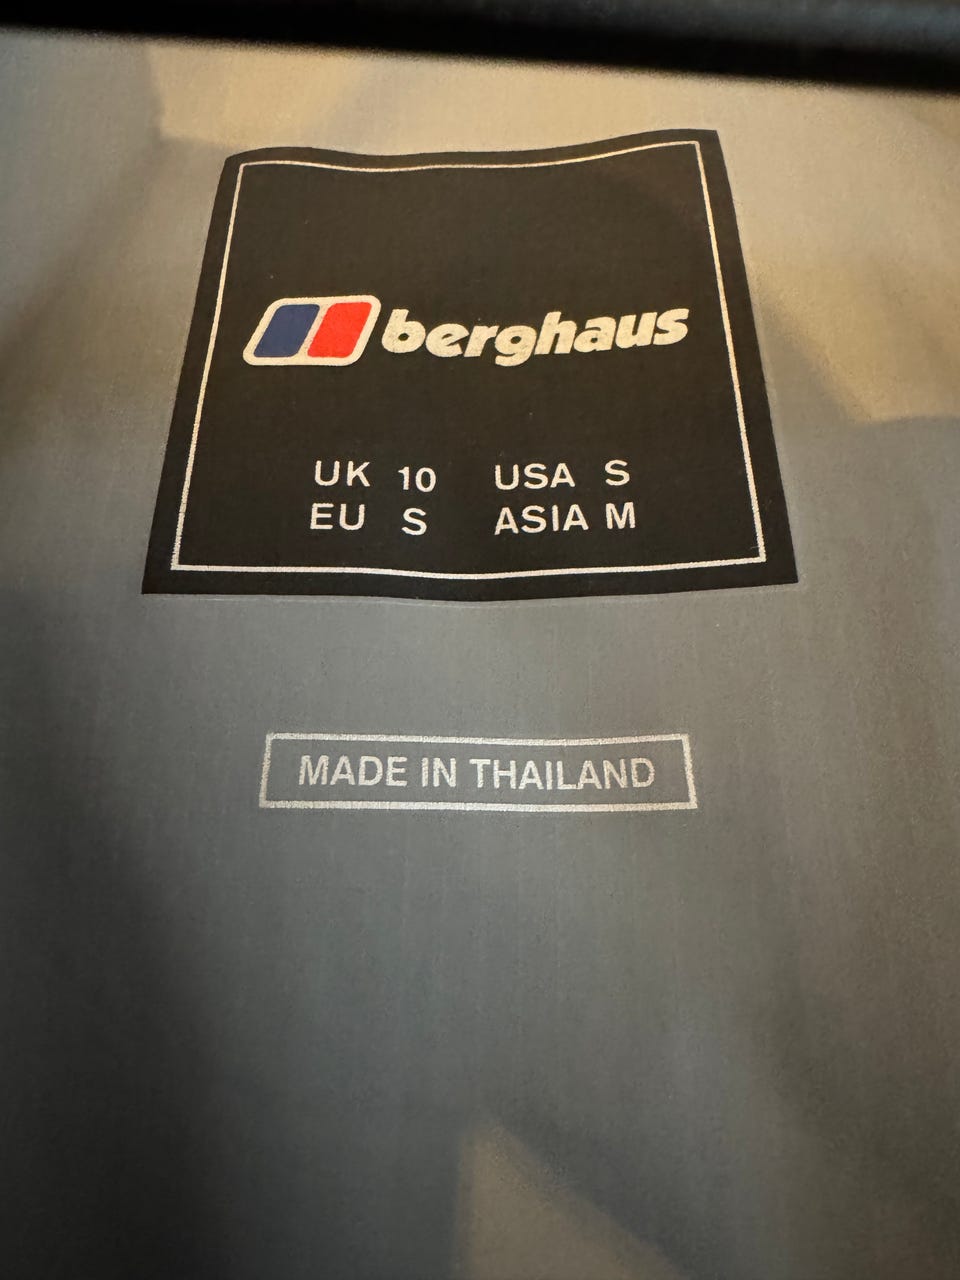 berghaus
UK 10 USA S
EU S ASIA M
MADE IN THAILAND